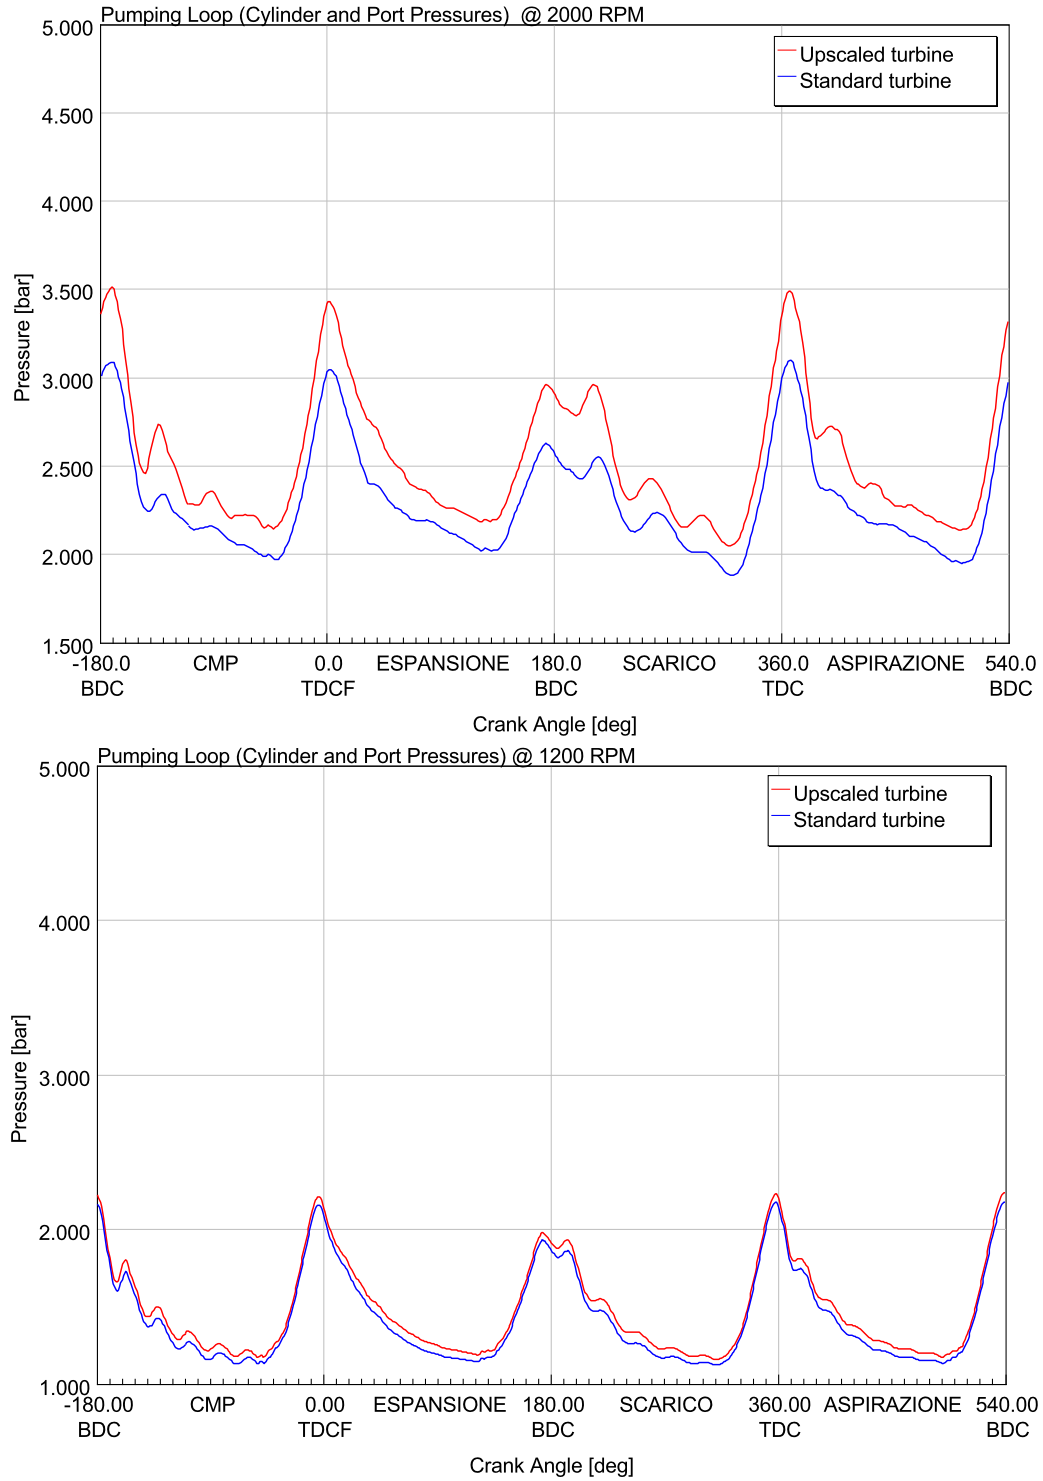 Pumping Loop (Cylinder and Port Pressures)  @ 2000 RPM
5.000
Upscaled turbine
Standard turbine
4.500
4.000
3.500
Pressure [bar]
3.000
2.500
2.000
1.500
-180.0 CMP 0.0 ESPANSIONE 180.0 SCARICO 360.0 ASPIRAZIONE 540.0
BDC TDCF BDC TDC BDC
Crank Angle [deg]
Pumping Loop (Cylinder and Port Pressures) @ 1200 RPM
5.000
Upscaled turbine
Standard turbine
4.000
Pressure [bar]
3.000
2.000
1.000
-180.00 CMP 0.00 ESPANSIONE 180.00 SCARICO 360.00 ASPIRAZIONE 540.00
BDC TDCF BDC TDC BDC
Crank Angle [deg]